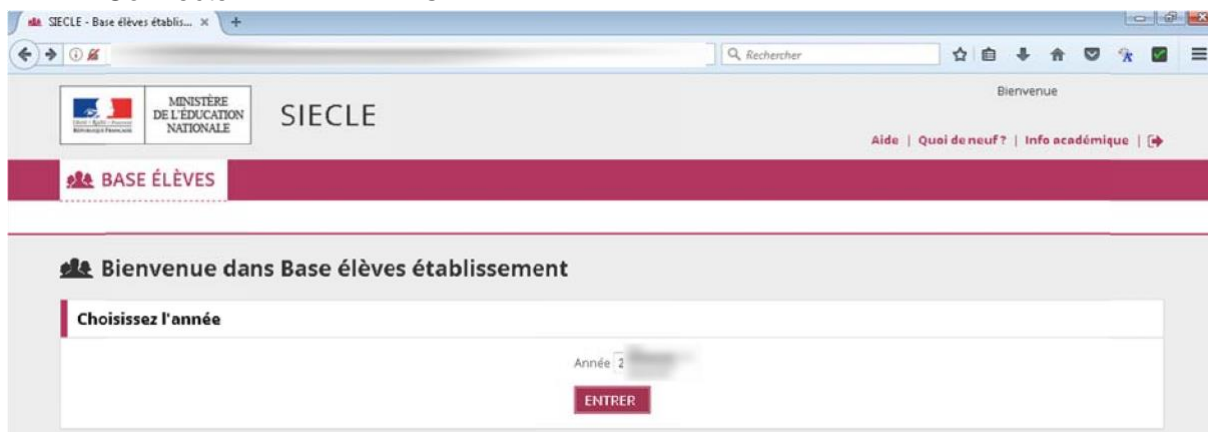 SIECLE - Base élèves établis... × +
Rechercher
MINISTÈRE
DE L'ÉDUCATION
NATIONALE
SIECLE
Bienvenue
Aide | Quoi de neuf ? | Info académique |
BASE ÉLÈVES
Bienvenue dans Base élèves établissement
Choisissez l'année
Année 2
ENTRER